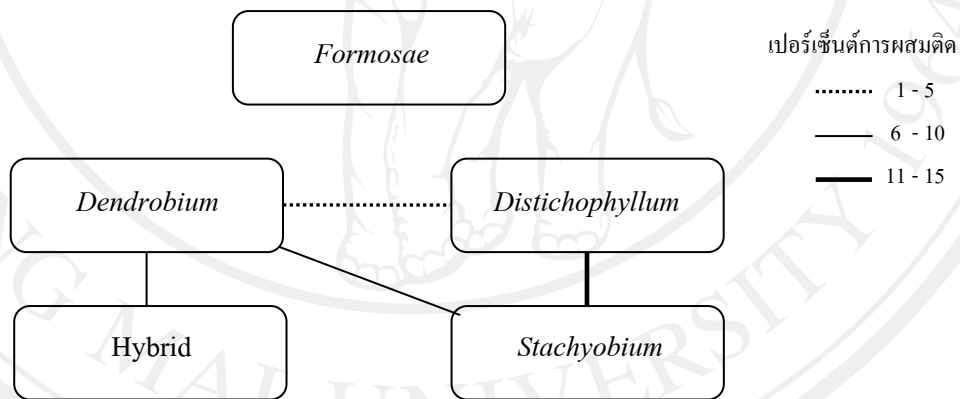 Formosae
เปอร์เซ็นต์การผสมติด
1 - 5
6 - 10
11 - 15
Dendrobium
Distichophyllum
Hybrid
Stachyobium